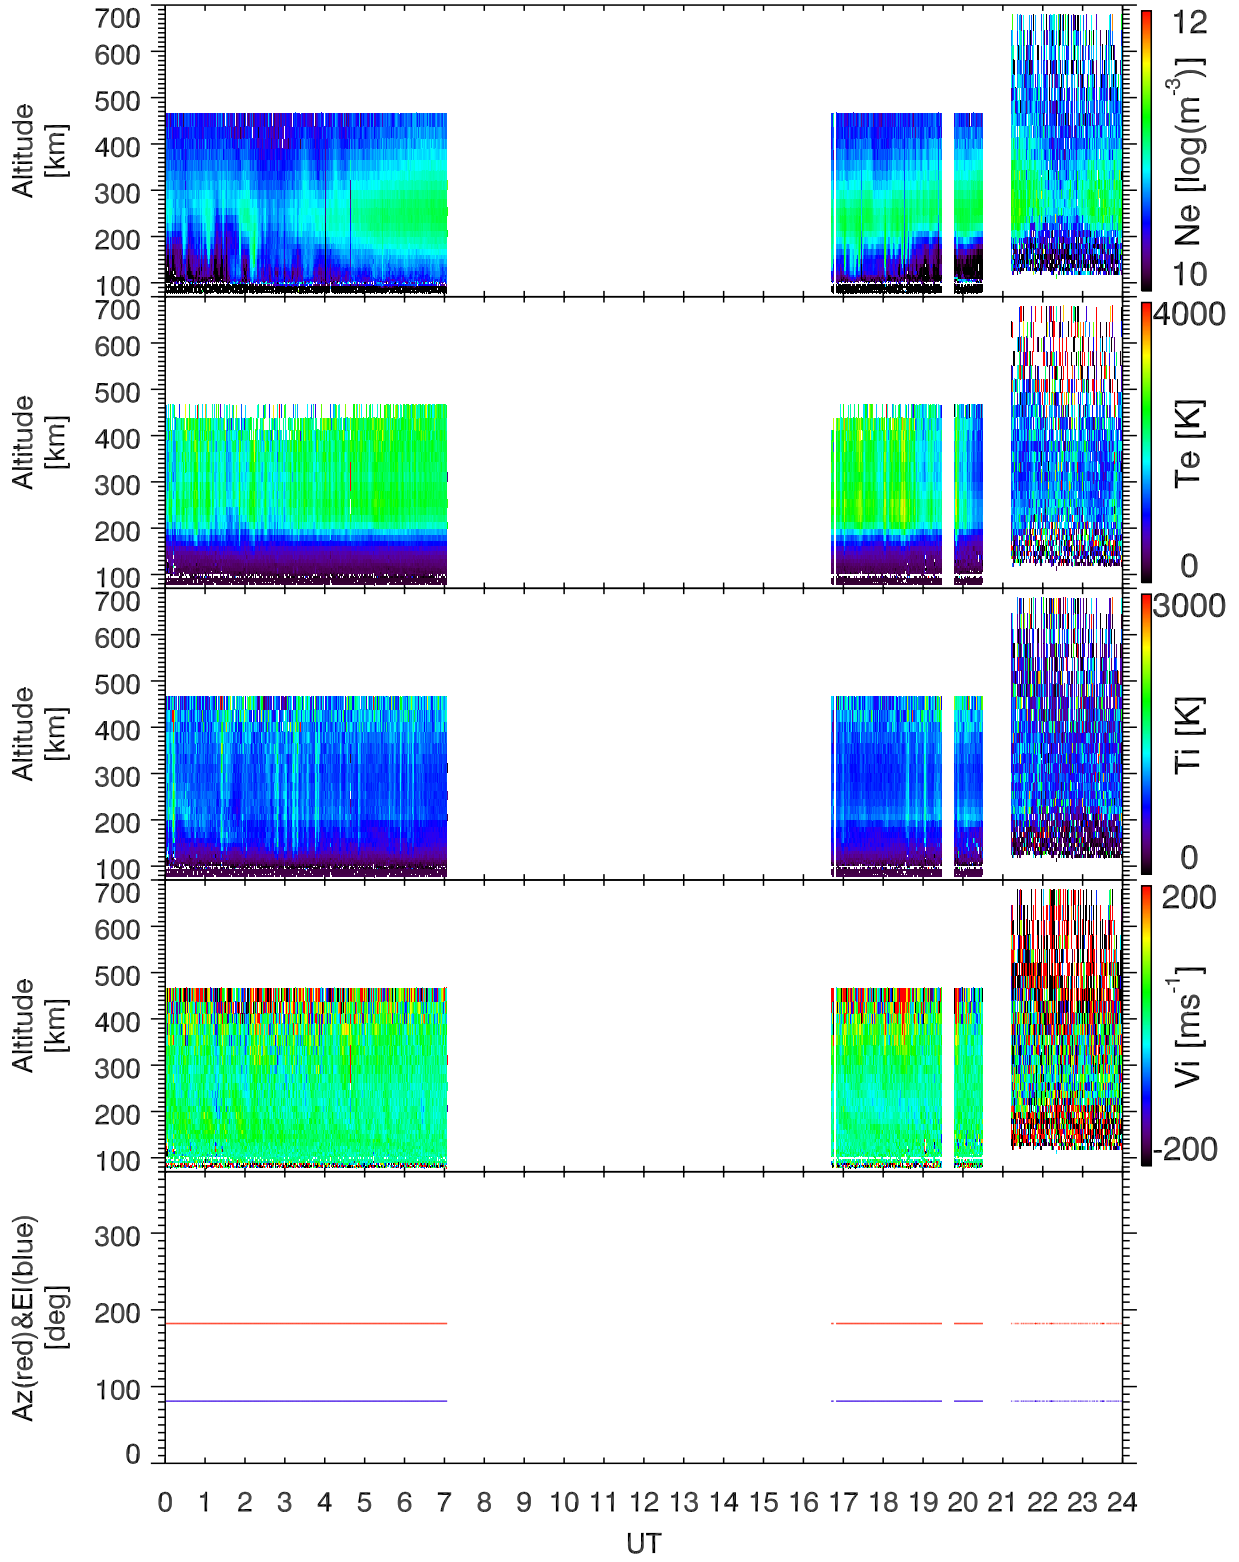 700
600
500
400
300
200
100
Altitude
[km]
12
10
Ne [log(m⁻³)]
700
600
500
400
300
200
100
Altitude
[km]
4000
0
Te [K]
700
600
500
400
300
200
100
Altitude
[km]
3000
0
Ti [K]
700
600
500
400
300
200
100
Altitude
[km]
200
-200
Vi [ms⁻¹]
300
200
100
0
Az(red)&El(blue)
[deg]
0 1 2 3 4 5 6 7 8 9 10 11 12 13 14 15 16 17 18 19 20 21 22 23 24
UT